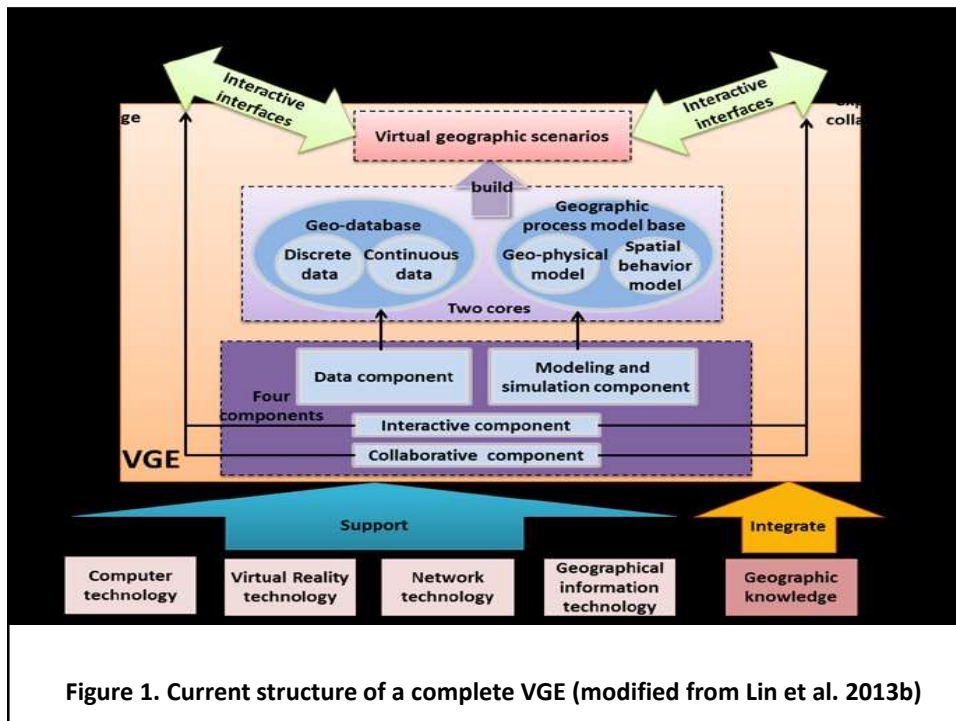 Interactive
interfaces
Interactive
interfaces
ge
colla
Virtual geographic scenarios
build
Geo-database
Discrete
data
Continuous
data
Geographic
process model base
Geo-physical
model
Spatial
behavior
model
Two cores
Data component
Modeling and
simulation component
Four
components
Interactive component
Collaborative component
VGE
Support
Integrate
Computer
technology
Virtual Reality
technology
Network
technology
Geographical
information
technology
Geographic
knowledge
Figure 1. Current structure of a complete VGE (modified from Lin et al. 2013b)